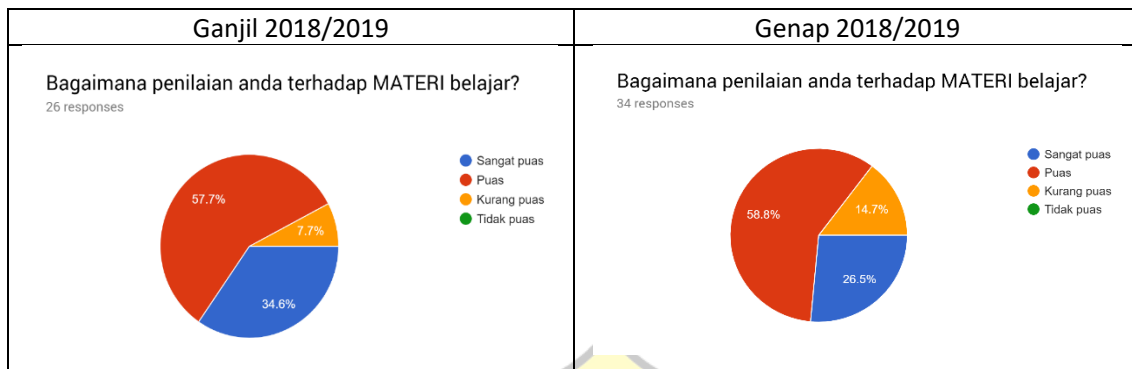 Ganjil 2018/2019
Genap 2018/2019
Bagaimana penilaian anda terhadap MATERI belajar?
26 responses
57.7%
7.7%
34.6%
Sangat puas
Puas
Kurang puas
Tidak puas
Bagaimana penilaian anda terhadap MATERI belajar?
34 responses
58.8%
14.7%
26.5%
Sangat puas
Puas
Kurang puas
Tidak puas